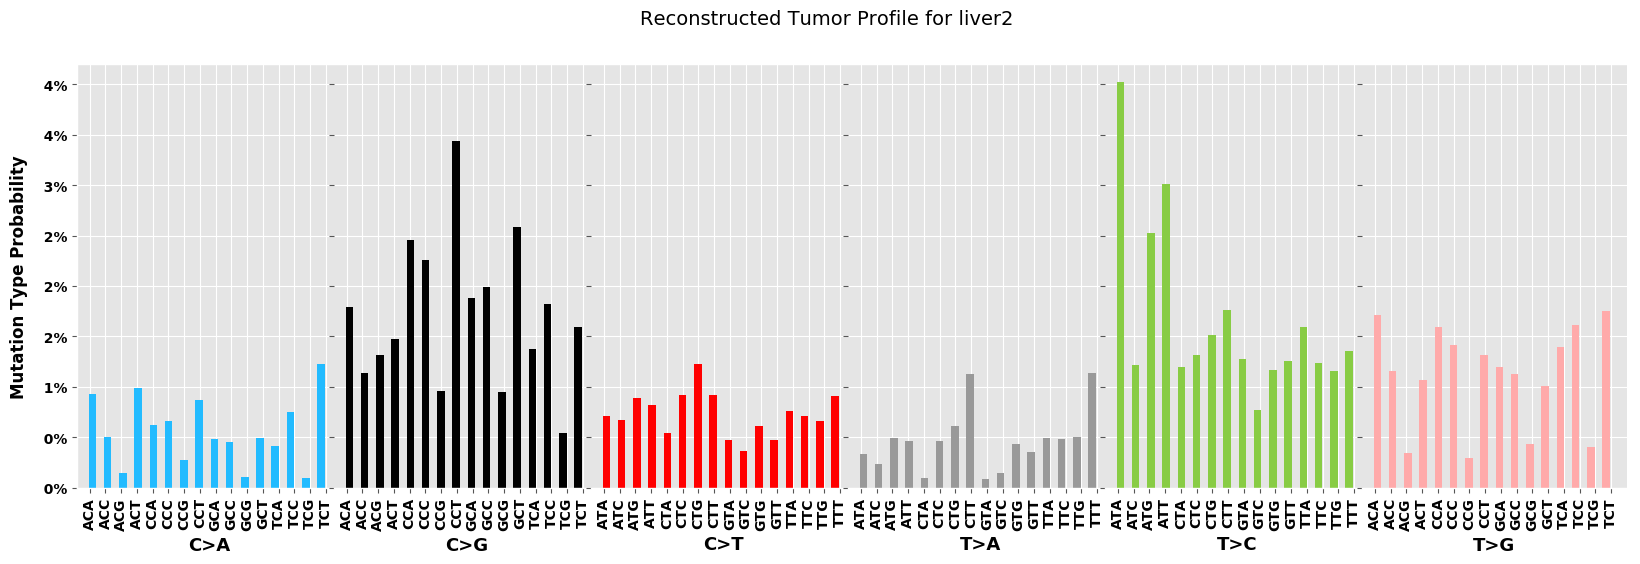 Reconstructed Tumor Profile for liver2
Mutation Type Probability
4%
4%
3%
2%
2%
2%
1%
0%
0%
ACA ACC ACG ACT CCA CCC CCG CCT GCA GCC GCG GCT TCA TCC TCG TCT
C>A
ACA ACC ACG ACT CCA CCC CCG CCT GCA GCC GCG GCT TCA TCC TCG TCT
C>G
ATA ATC ATG ATT CTA CTC CTG CTT GTA GTC GTG GTT TTA TTC TTG TTT
C>T
ATA ATC ATG ATT CTA CTC CTG CTT GTA GTC GTG GTT TTA TTC TTG TTT
T>A
ATA ATC ATG ATT CTA CTC CTG CTT GTA GTC GTG GTT TTA TTC TTG TTT
T>C
ACA ACC ACG ACT CCA CCC CCG CCT GCA GCC GCG GCT TCA TCC TCG TCT
T>G